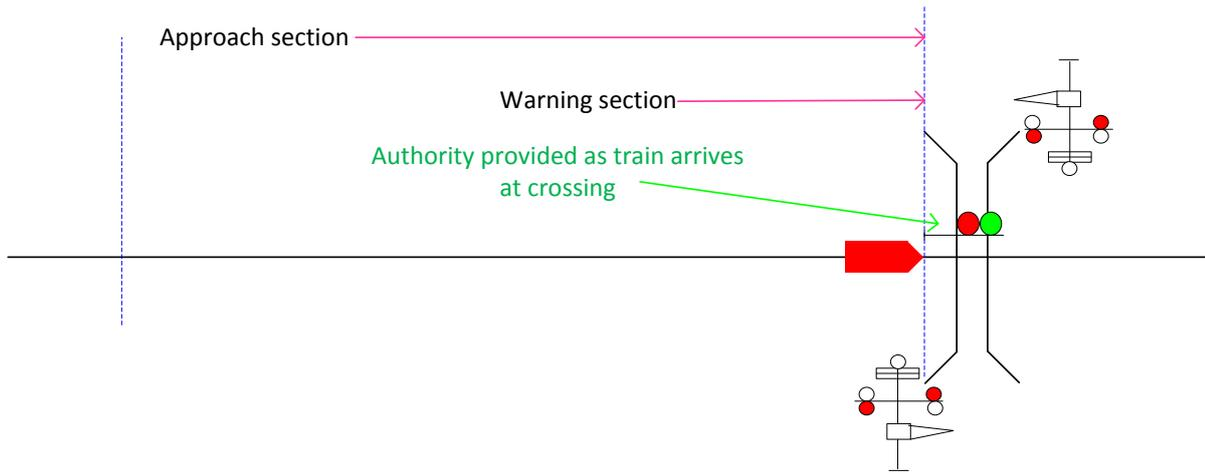 Approach section
Warning section
Authority provided as train arrives
at crossing